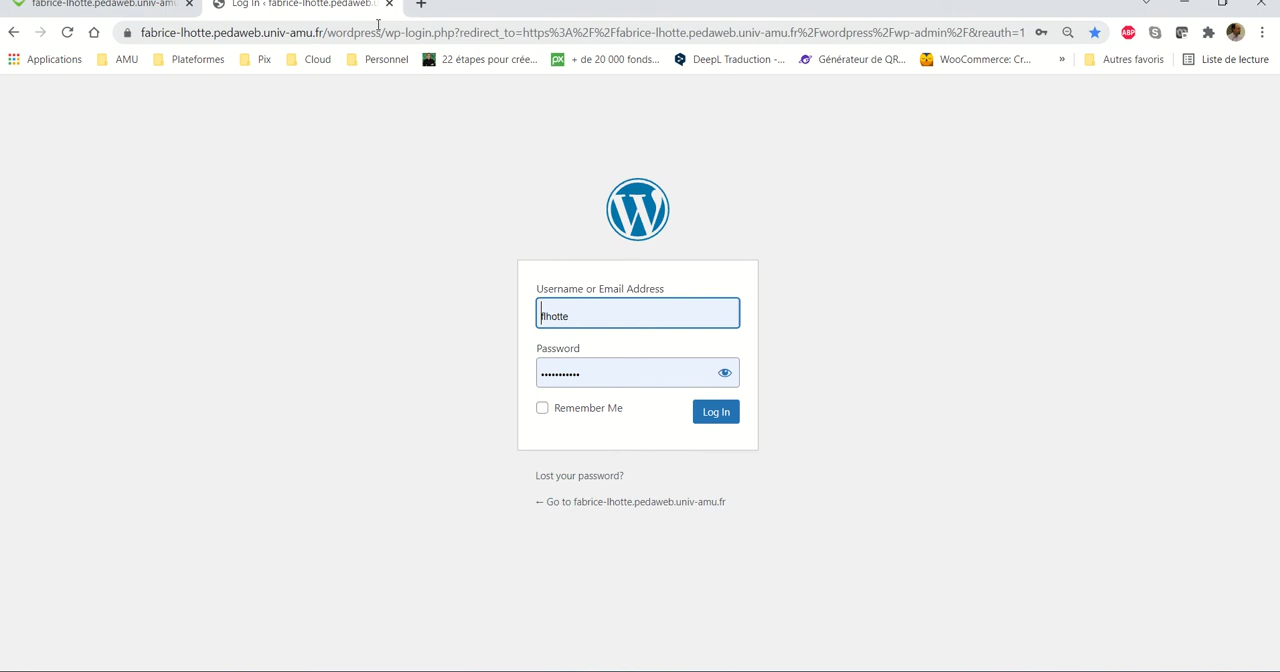 fabrice-lhotte.pedaweb.univ-amu
Log In ‹ fabrice-lhotte.pedaweb.u
fabrice-lhotte.pedaweb.univ-amu.fr/wordpress/wp-login.php?redirect_to=https%3A%2F%2Ffabrice-lhotte.pedaweb.univ-amu.fr%2Fwordpress%2Fwp-admin%2F&reauth=1
ABP
Applications AMU Plateformes Pix Cloud Personnel 22 étapes pour crée... px + de 20 000 fonds... DeepL Traduction -... Générateur de QR... WooCommerce: Cr... » Autres favoris Liste de lecture
Username or Email Address
flhotte
Password
•••••••••••
Remember Me
Log In
Lost your password?
← Go to fabrice-lhotte.pedaweb.univ-amu.fr